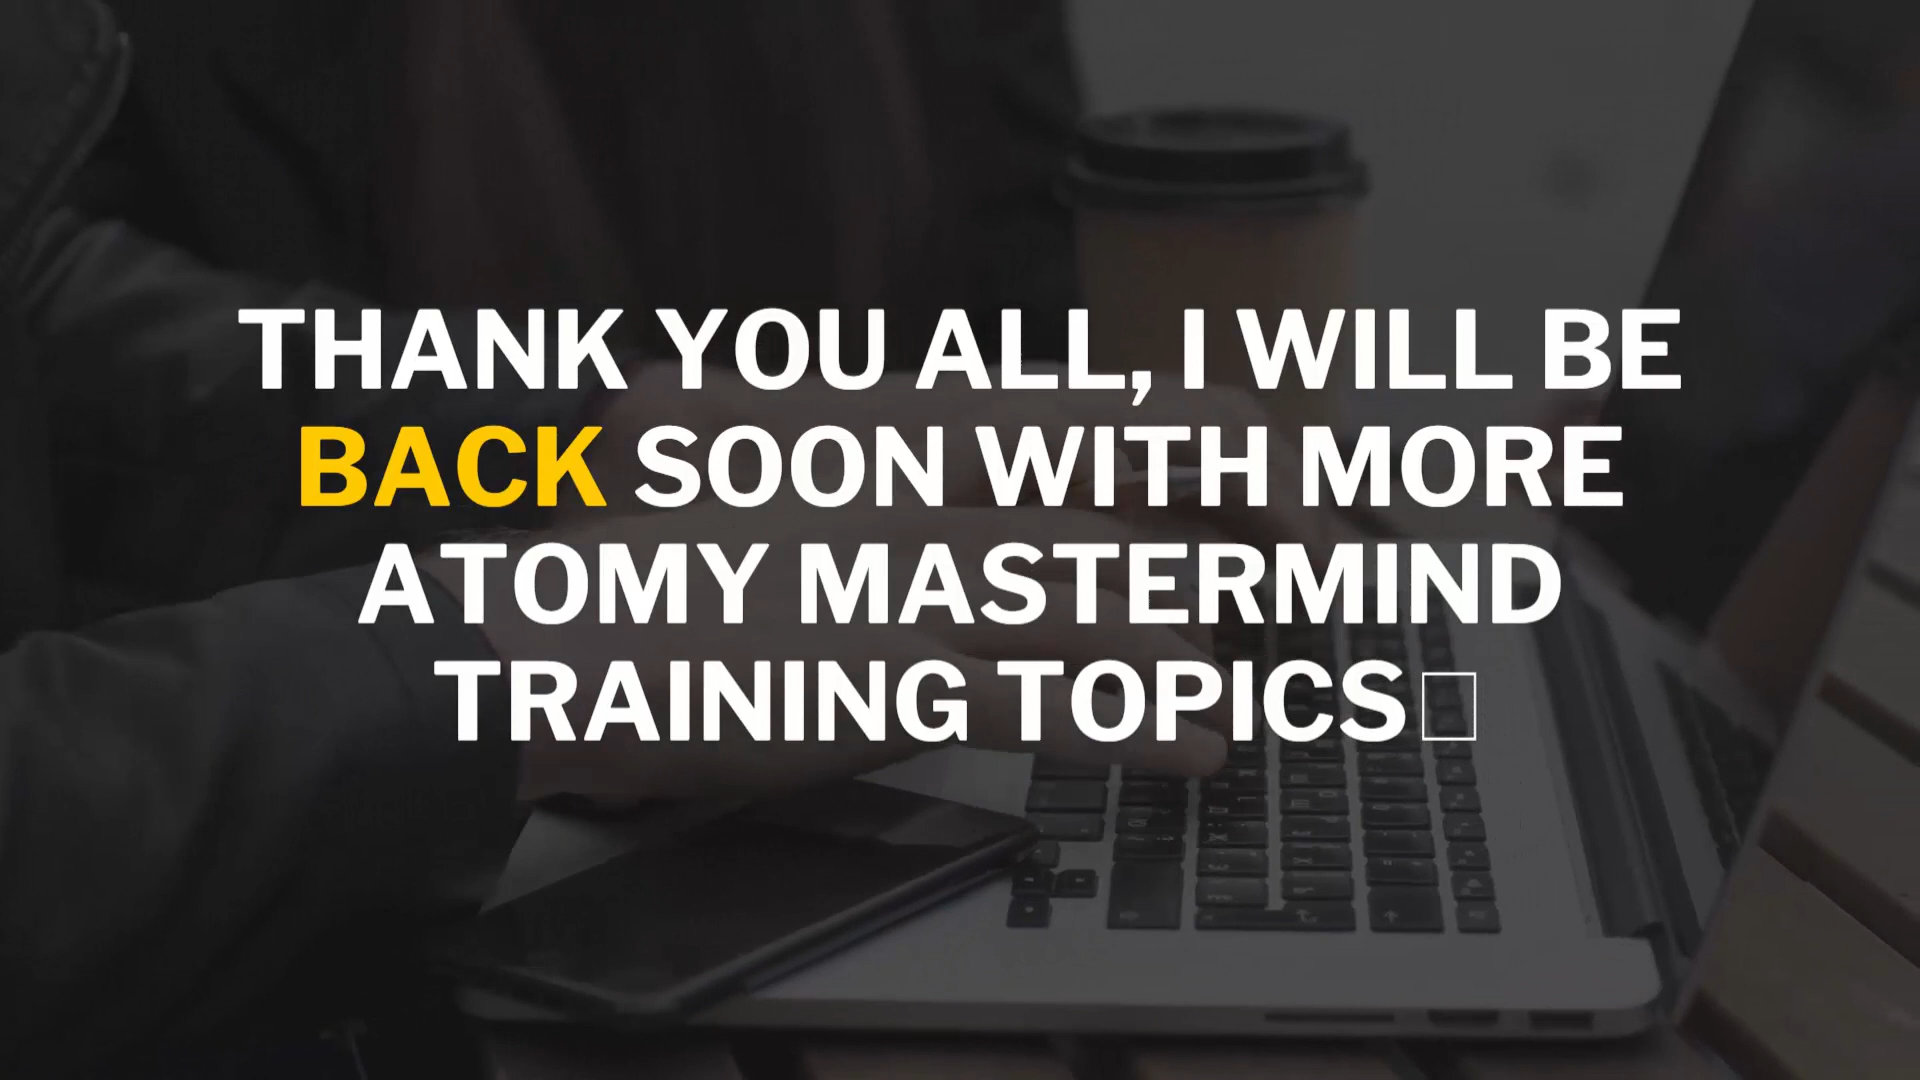 THANK YOU ALL, I WILL BE
BACK SOON WITH MORE
ATOMY MASTERMIND
TRAINING TOPICS